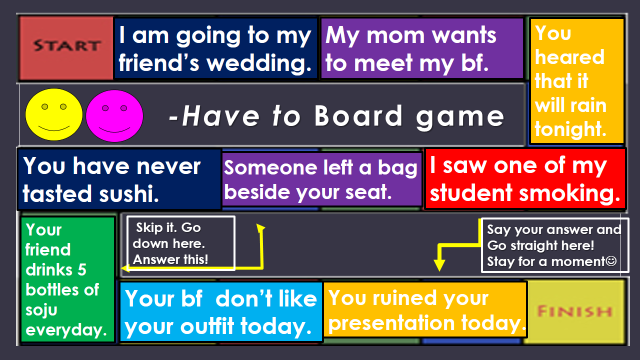 START
I am going to my
friend's wedding.
My mom wants
to meet my bf.
You
heared
that it
will rain
tonight.
-Have to Board game
You have never
tasted sushi.
Someone left a bag
beside your seat.
I saw one of my
student smoking.
Your
friend
drinks 5
bottles of
soju
everyday.
Skip it. Go
down here.
Answer this!
Say your answer and
Go straight here!
Stay for a moment☺
Your bf don't like
your outfit today.
You ruined your
presentation today.
FINISH